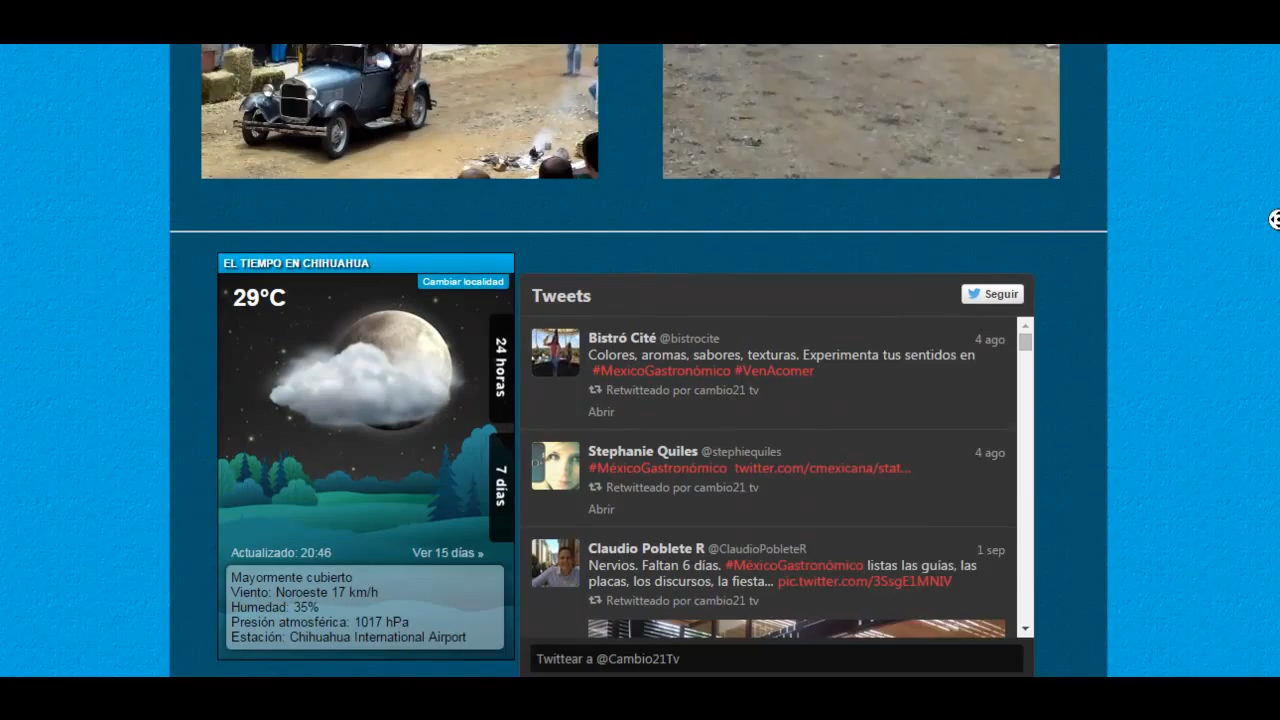 EL TIEMPO EN CHIHUAHUA
Cambiar localidad
29°C
24 horas
7 días
Actualizado: 20:46
Ver 15 días »
Mayormente cubierto
Viento: Noroeste 17 km/h
Humedad: 35%
Presión atmosférica: 1017 hPa
Estación: Chihuahua International Airport
Tweets
Seguir
Bistró Cité @bistrocite
4 ago
Colores, aromas, sabores, texturas. Experimenta tus sentidos en
#MexicoGastronómico #VenAcomer
Retwitteado por cambio21 tv
Abrir
Stephanie Quiles @stephiequiles
4 ago
#MéxicoGastronómico twitter.com/cmexicana/stat...
Retwitteado por cambio21 tv
Abrir
Claudio Poblete R @ClaudioPobleteR
1 sep
Nervios. Faltan 6 días. #MéxicoGastronómico listas las guías, las
placas, los discursos, la fiesta... pic.twitter.com/3SsgE1MNIV
Retwitteado por cambio21 tv
Twittear a @Cambio21Tv